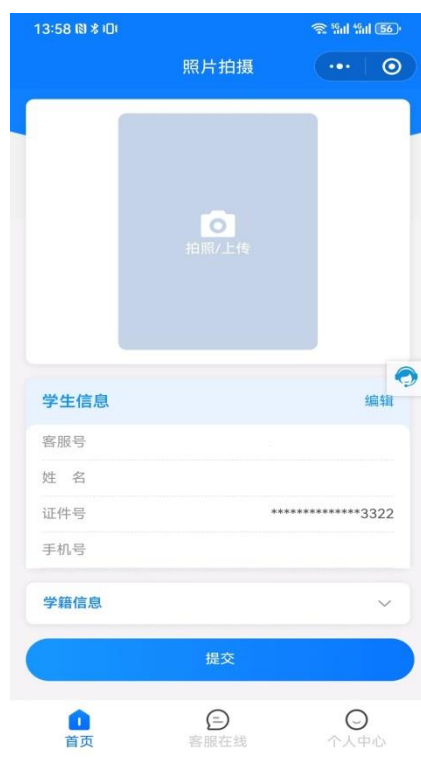 13:58
5G 4G 56
照片拍摄
拍照/上传
学生信息 编辑
客服号
姓 名
证件号 **************3322
手机号
学籍信息
提交
首页 客服在线 个人中心